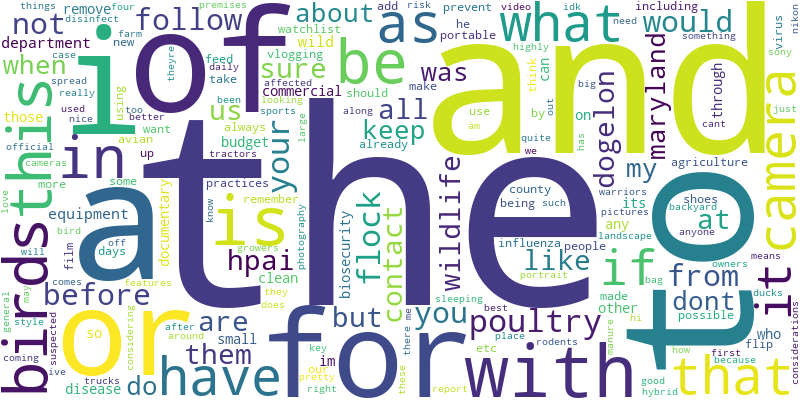 the
and
of
to
a
i
for
or
in
is
be
as
with
that
have
this
birds
camera
what
if
it
not
follow
about
sure
would
when
us
your
was
all
keep
my
maryland
dogelon
at
from
dont
like
wildlife
flock
contact
hpai
before
are
but
you
poultry
them
do
so
things
disinfect
remove
four
premises
department
new
farm
case
spread
really
used
too
nice
better
those
along
want
avian
official
cameras
up
more
some
love
bird
will
equipment
off
days
film
comes
features
may
general
style
considering
coming
suspected
ive
trucks
after
around
disease
small
theyre
feed
daily
using
been
take
always
budget
tractors
practices
know
remember
growers
they
does
clean
documentary
photography
biosecurity
im
our
pretty
key
right
these
there
me
etc
report
watchlist
wild
vlogging
commercial
affected
looking
should
sports
large
already
prevent
he
portable
make
add
risk
video
including
idk
need
something
highly
think
can
by
use
am
out
big
on
has
quite
we
through
just
cant
virus
sony
nikon
county
being
such
influenza
people
sleeping
portrait
best
place
rodents
agriculture
shoes
warriors
its
pictures
backyard
any
anyone
landscape
other
made
bag
hi
owners
means
ducks
possible
who
flip
how
first
because
good
hybrid
manure
considerations